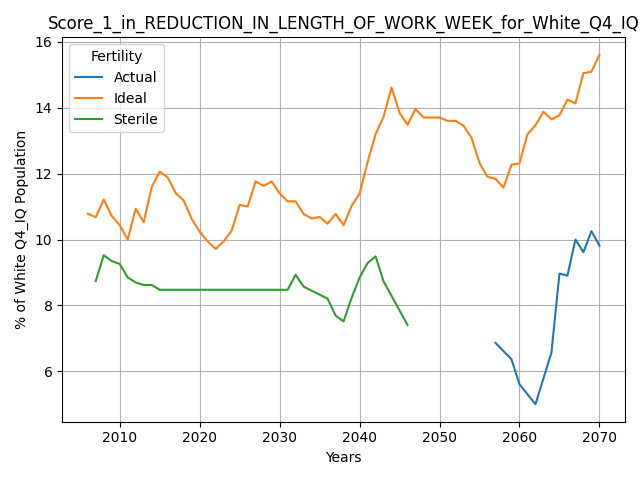 Score_1_in_REDUCTION_IN_LENGTH_OF_WORK_WEEK_for_White_Q4_IQ
Fertility
Actual
Ideal
Sterile
% of White Q4_IQ Population
16
14
12
10
8
6
2010 2020 2030 2040 2050 2060 2070
Years